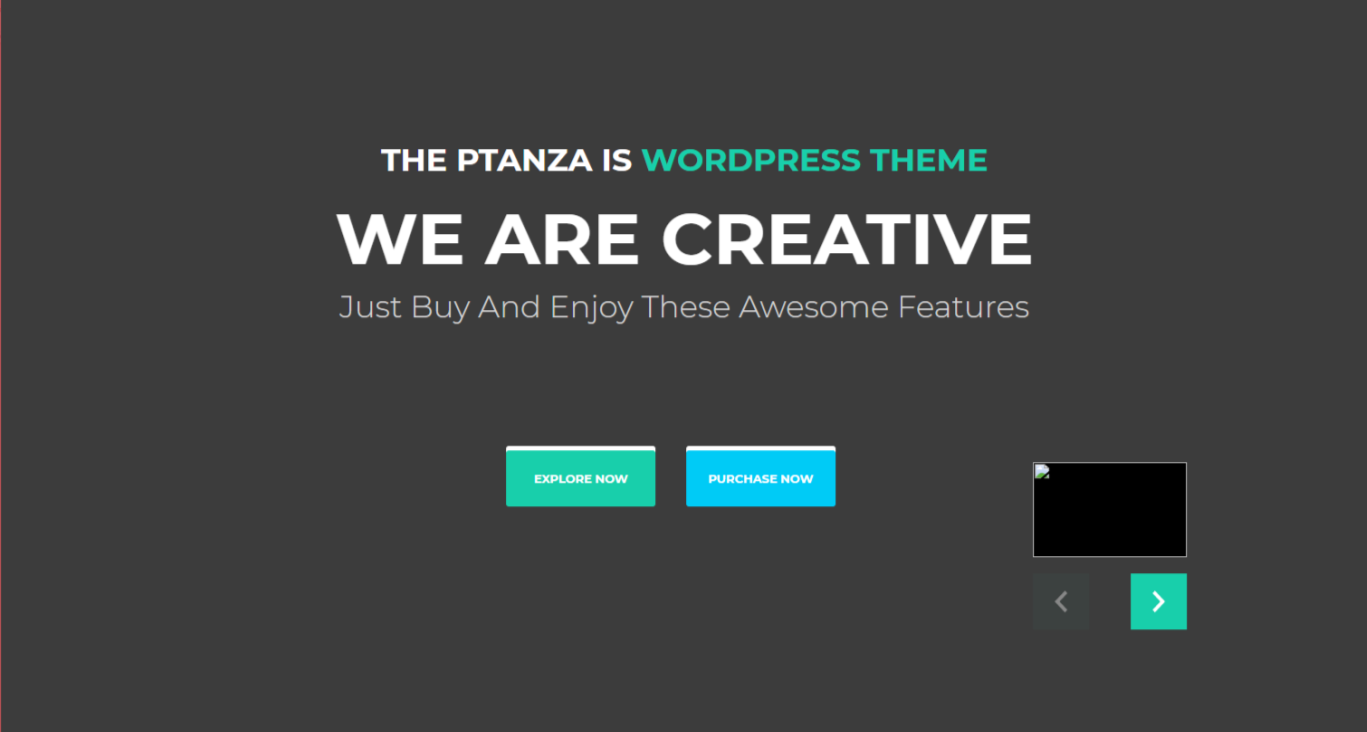 THE PTANZA IS WORDPRESS THEME
WE ARE CREATIVE
Just Buy And Enjoy These Awesome Features
EXPLORE NOW
PURCHASE NOW